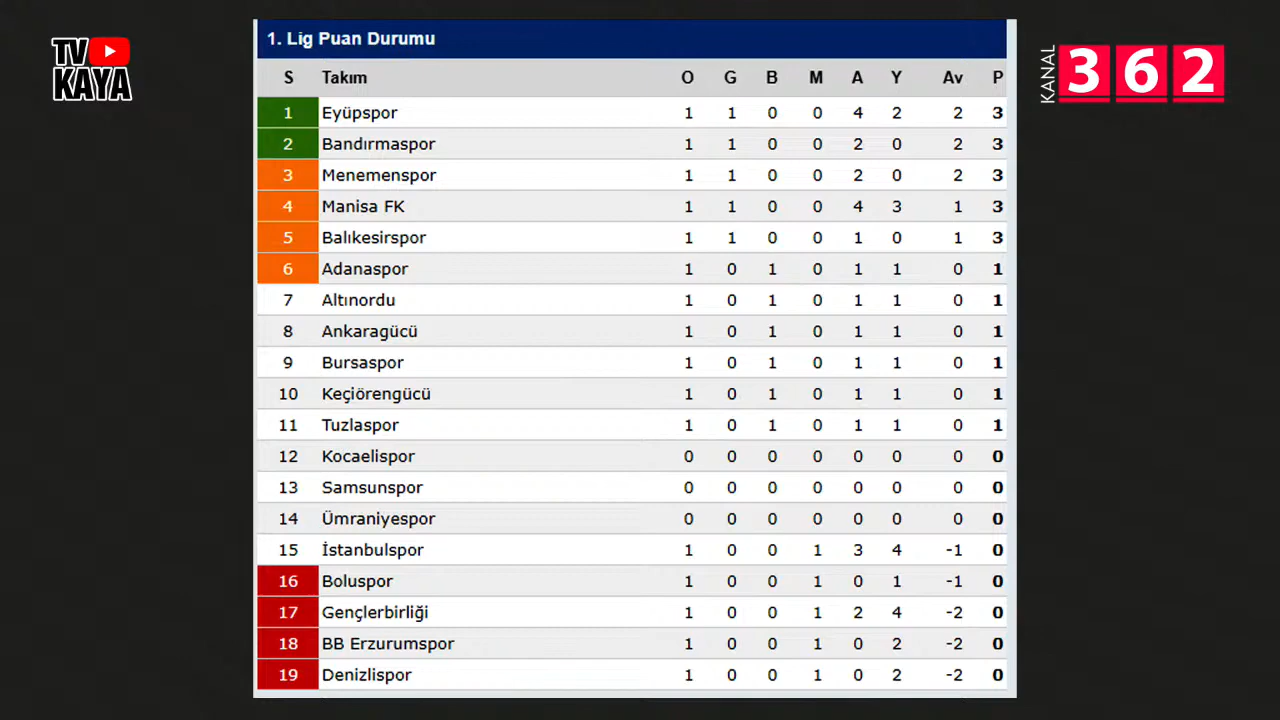 TV
KAYA
KANAL
362
1. Lig Puan Durumu
S Takım O G B M A Y Av P
1 Eyüpspor 1 1 0 0 4 2 2 3
2 Bandırmaspor 1 1 0 0 2 0 2 3
3 Menemenspor 1 1 0 0 2 0 2 3
4 Manisa FK 1 1 0 0 4 3 1 3
5 Balıkesirspor 1 1 0 0 1 0 1 3
6 Adanaspor 1 0 1 0 1 1 0 1
7 Altınordu 1 0 1 0 1 1 0 1
8 Ankaragücü 1 0 1 0 1 1 0 1
9 Bursaspor 1 0 1 0 1 1 0 1
10 Keçiörengücü 1 0 1 0 1 1 0 1
11 Tuzlaspor 1 0 1 0 1 1 0 1
12 Kocaelispor 0 0 0 0 0 0 0 0
13 Samsunspor 0 0 0 0 0 0 0 0
14 Ümraniyespor 0 0 0 0 0 0 0 0
15 İstanbulspor 1 0 0 1 3 4 -1 0
16 Boluspor 1 0 0 1 0 1 -1 0
17 Gençlerbirliği 1 0 0 1 2 4 -2 0
18 BB Erzurumspor 1 0 0 1 0 2 -2 0
19 Denizlispor 1 0 0 1 0 2 -2 0